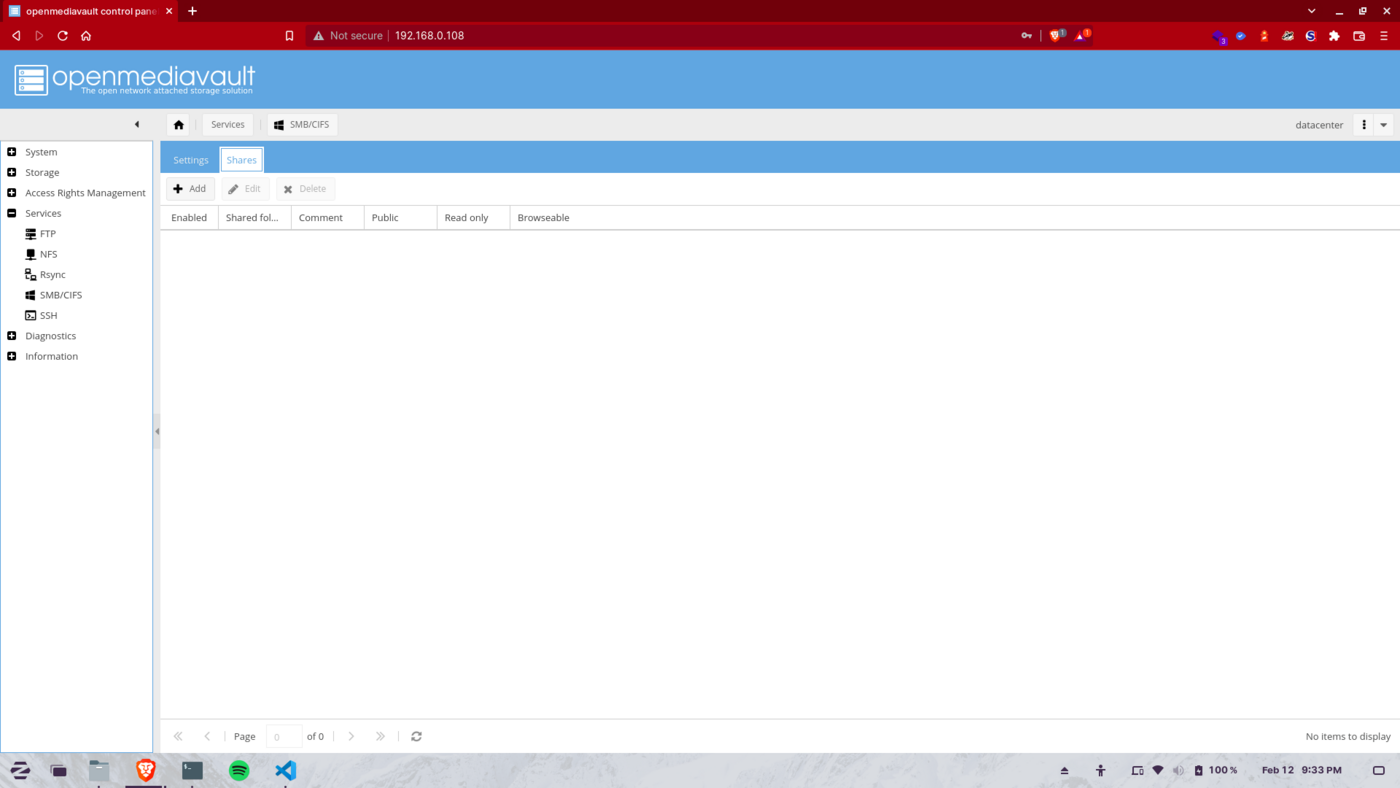 openmediavault control pane
Not secure 192.168.0.108
1 1 3
openmediavault
The open network attached storage solution
Services SMB/CIFS datacenter
System
Storage
Access Rights Management
Services
FTP
NFS
Rsync
SMB/CIFS
SSH
Diagnostics
Information
Settings Shares
Add Edit Delete
Enabled Shared fol... Comment Public Read only Browseable
Page 0 of 0 No items to display
100 % Feb 12 9:33 PM